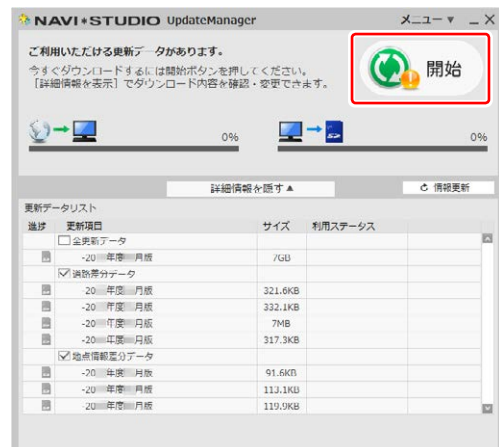 NAVI*STUDIO UpdateManager メニュー ▼ _ X
ご利用いただける更新データがあります。
今すぐダウンロードするには開始ボタンを押してください。
［詳細情報を表示］でダウンロード内容を確認・変更できます。
開始
0%
0%
詳細情報を隠す▲
情報更新
更新データリスト
進捗 更新項目 サイズ 利用ステータス
全更新データ
-20 年度 月版 7GB
道路差分データ
-20 年度 月版 321.6KB
-20 年度 月版 332.1KB
-20 年度 月版 7MB
-20 年度 月版 317.3KB
地点情報差分データ
-20 年度 月版 91.6KB
-20 年度 月版 113.1KB
-20 年度 月版 119.9KB